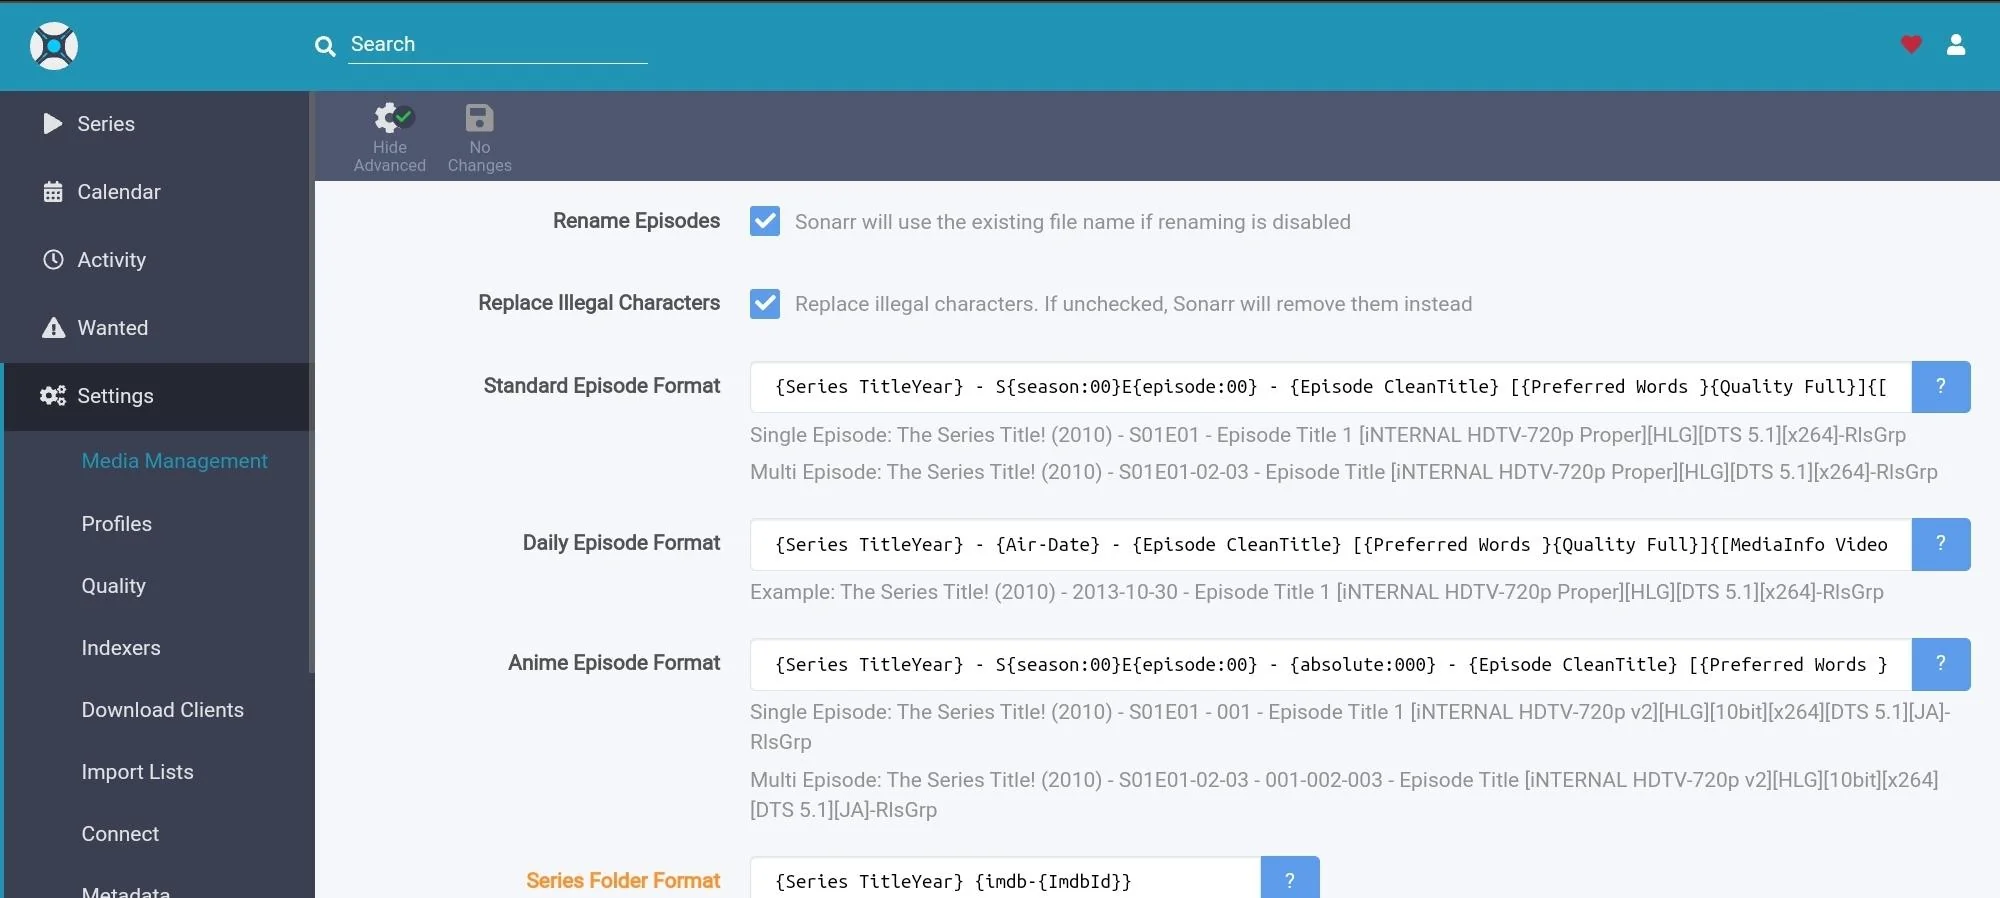 Search
Series
Calendar
Activity
Wanted
Settings
Media Management
Profiles
Quality
Indexers
Download Clients
Import Lists
Connect
Metadata
Hide
Advanced
No
Changes
Rename Episodes
Sonarr will use the existing file name if renaming is disabled
Replace Illegal Characters
Replace illegal characters. If unchecked, Sonarr will remove them instead
Standard Episode Format
{Series TitleYear} - S{season:00}E{episode:00} - {Episode CleanTitle} [{Preferred Words }{Quality Full}]{[
?
Single Episode: The Series Title! (2010) - S01E01 - Episode Title 1 [iNTERNAL HDTV-720p Proper][HLG][DTS 5.1][x264]-RlsGrp
Multi Episode: The Series Title! (2010) - S01E01-02-03 - Episode Title [iNTERNAL HDTV-720p Proper][HLG][DTS 5.1][x264]-RlsGrp
Daily Episode Format
{Series TitleYear} - {Air-Date} - {Episode CleanTitle} [{Preferred Words }{Quality Full}]{[MediaInfo Video
?
Example: The Series Title! (2010) - 2013-10-30 - Episode Title 1 [iNTERNAL HDTV-720p Proper][HLG][DTS 5.1][x264]-RlsGrp
Anime Episode Format
{Series TitleYear} - S{season:00}E{episode:00} - {absolute:000} - {Episode CleanTitle} [{Preferred Words }
?
Single Episode: The Series Title! (2010) - S01E01 - 001 - Episode Title 1 [iNTERNAL HDTV-720p v2][HLG][10bit][x264][DTS 5.1][JA]-
RlsGrp
Multi Episode: The Series Title! (2010) - S01E01-02-03 - 001-002-003 - Episode Title [iNTERNAL HDTV-720p v2][HLG][10bit][x264]
[DTS 5.1][JA]-RlsGrp
Series Folder Format
{Series TitleYear} {imdb-{ImdbId}}
?